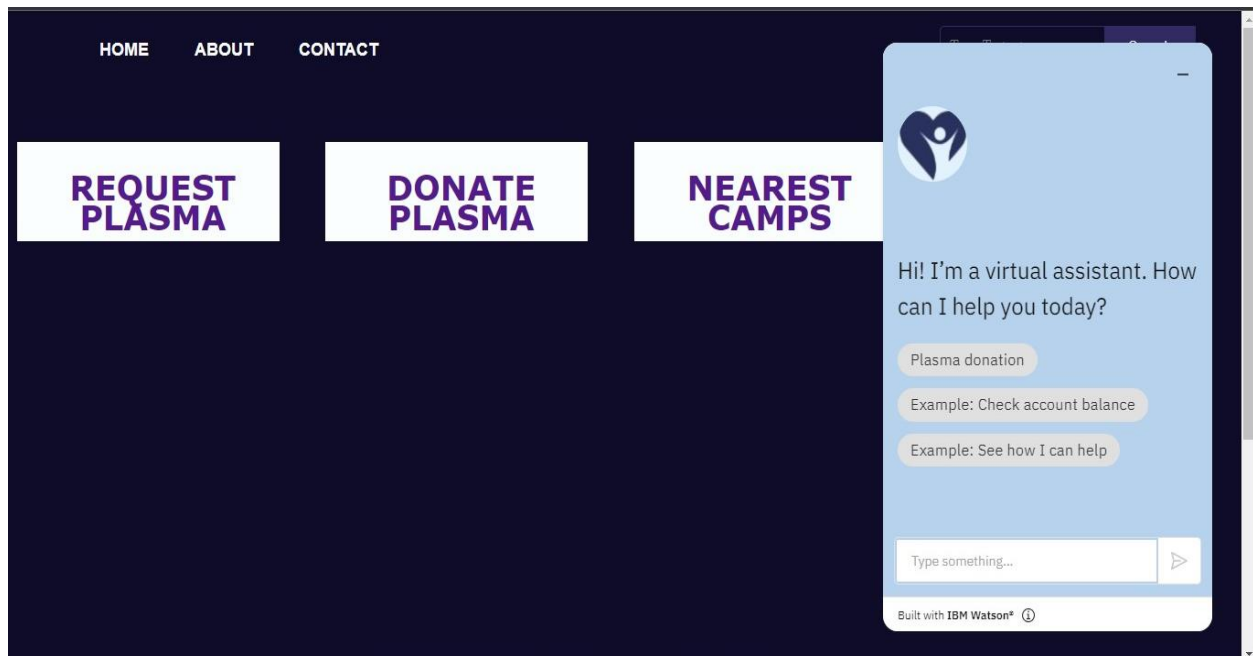 HOME ABOUT CONTACT
REQUEST
PLASMA
DONATE
PLASMA
NEAREST
CAMPS
Hi! I’m a virtual assistant. How
can I help you today?
Plasma donation
Example: Check account balance
Example: See how I can help
Type something...
Built with IBM Watson®